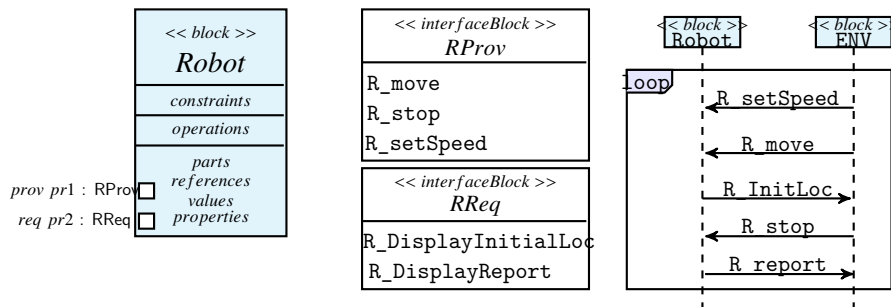 << block >>
Robot
constraints
operations
parts
references
values
properties
prov pr1 : RProv
req pr2 : RReq
<< interfaceBlock >>
RProv
R_move
R_stop
R_setSpeed
<< interfaceBlock >>
RReq
R_DisplayInitialLoc
R_DisplayReport
<< block >>
Robot
<< block >>
ENV
loop
R_setSpeed
R_move
R_InitLoc
R_stop
R_report